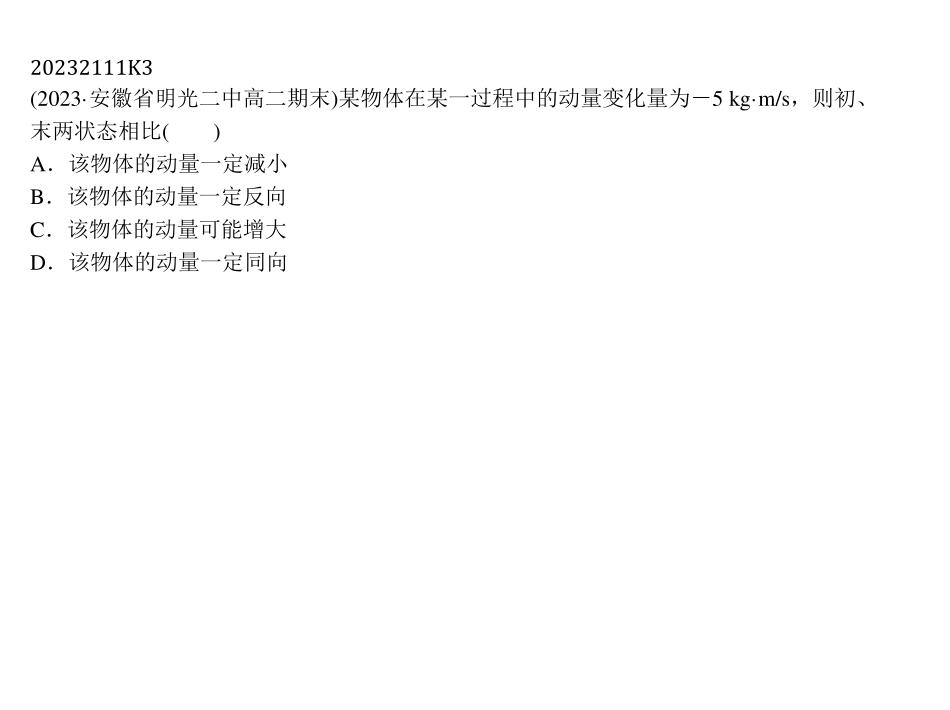 20232111K3
(2023·安徽省明光二中高二期末)某物体在某一过程中的动量变化量为－5 kg·m/s，则初、
末两状态相比(　　)
A．该物体的动量一定减小
B．该物体的动量一定反向
C．该物体的动量可能增大
D．该物体的动量一定同向